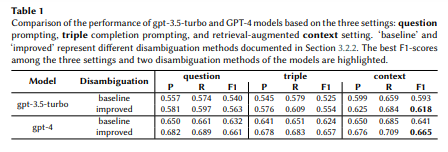 Table 1
Comparison of the performance of gpt-3.5-turbo and GPT-4 models based on the three settings: question
prompting, triple completion prompting, and retrieval-augmented context setting. 'baseline' and
'improved' represent different disambiguation methods documented in Section 3.2.2. The best F1-scores
among the three settings and two disambiguation methods of the models are highlighted.
Model Disambiguation question triple context
P R F1 P R F1 P R F1
gpt-3.5-turbo baseline 0.557 0.574 0.540 0.545 0.579 0.525 0.599 0.659 0.593
improved 0.581 0.597 0.563 0.576 0.609 0.554 0.625 0.684 0.618
gpt-4 baseline 0.650 0.661 0.632 0.641 0.651 0.624 0.650 0.685 0.641
improved 0.682 0.689 0.661 0.678 0.683 0.657 0.676 0.709 0.665